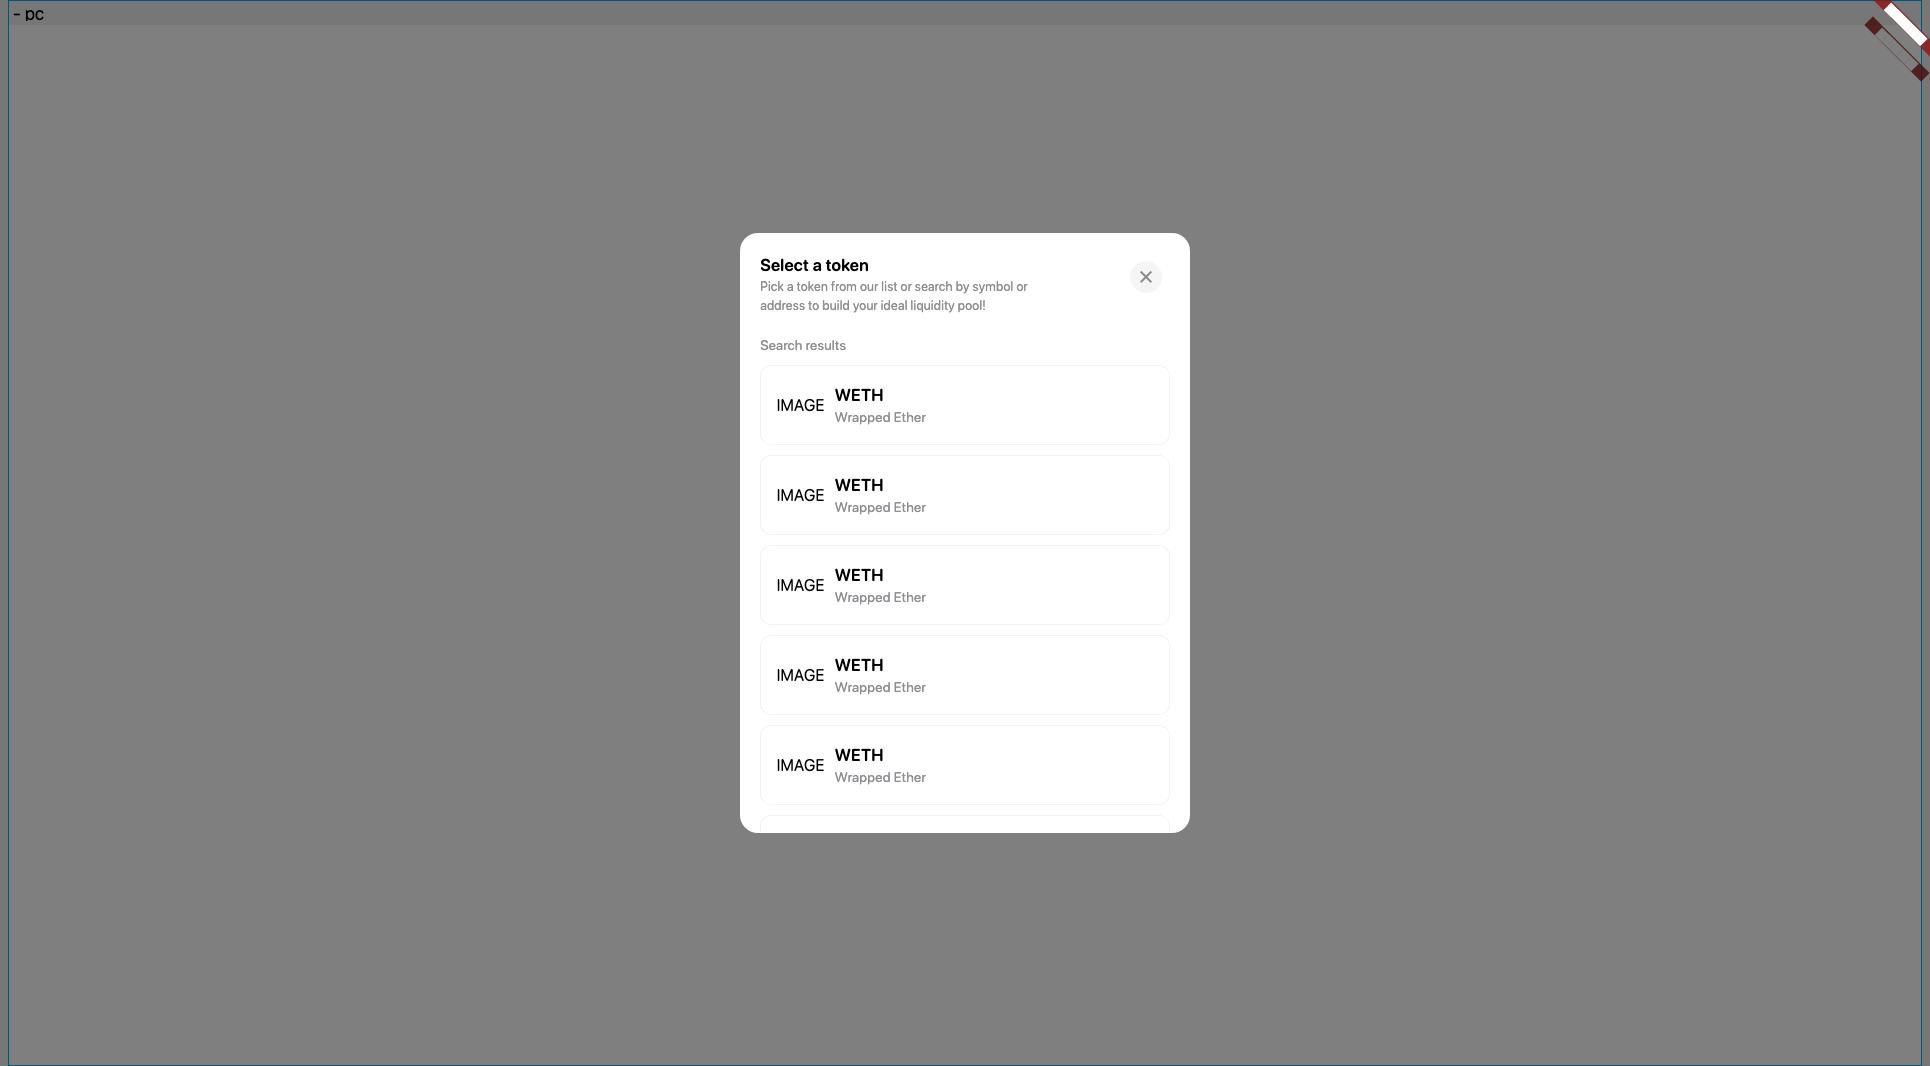 - pc
Select a token
Pick a token from our list or search by symbol or
address to build your ideal liquidity pool!
Search results
IMAGE
WETH
Wrapped Ether
IMAGE
WETH
Wrapped Ether
IMAGE
WETH
Wrapped Ether
IMAGE
WETH
Wrapped Ether
IMAGE
WETH
Wrapped Ether